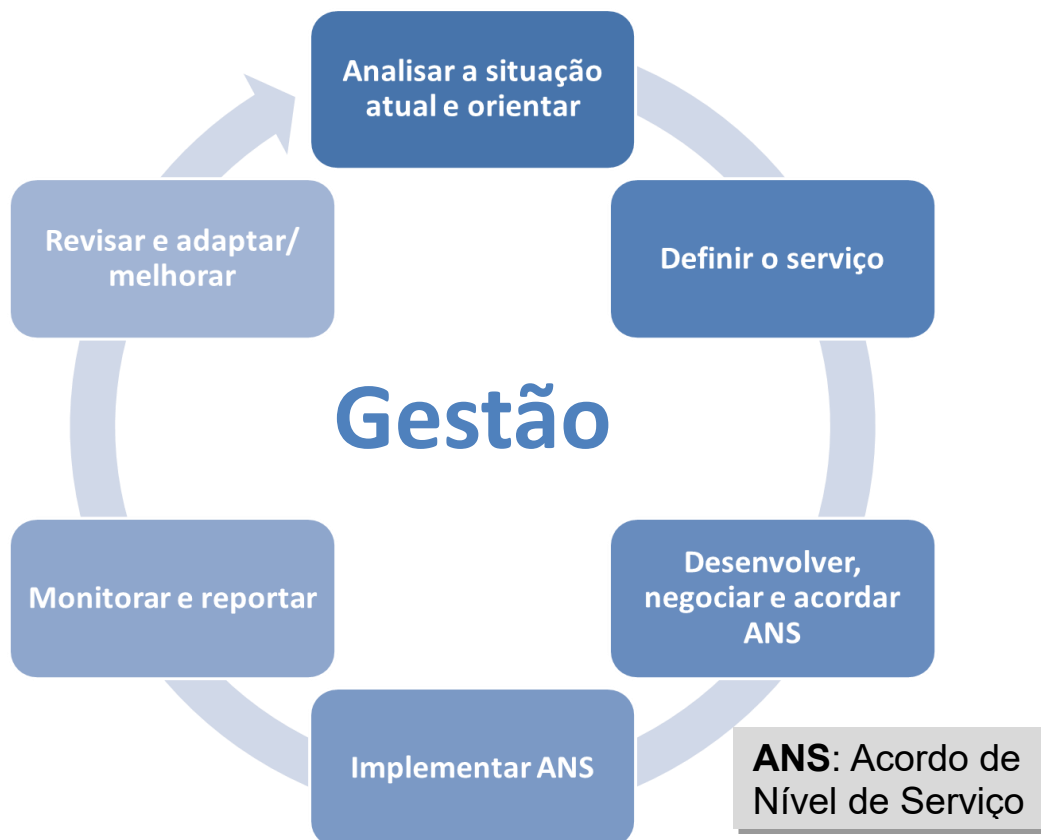 Analisar a situação
atual e orientar
Definir o serviço
Desenvolver,
negociar e acordar
ANS
Implementar ANS
Monitorar e reportar
Revisar e adaptar/
melhorar
Gestão
ANS: Acordo de
Nível de Serviço